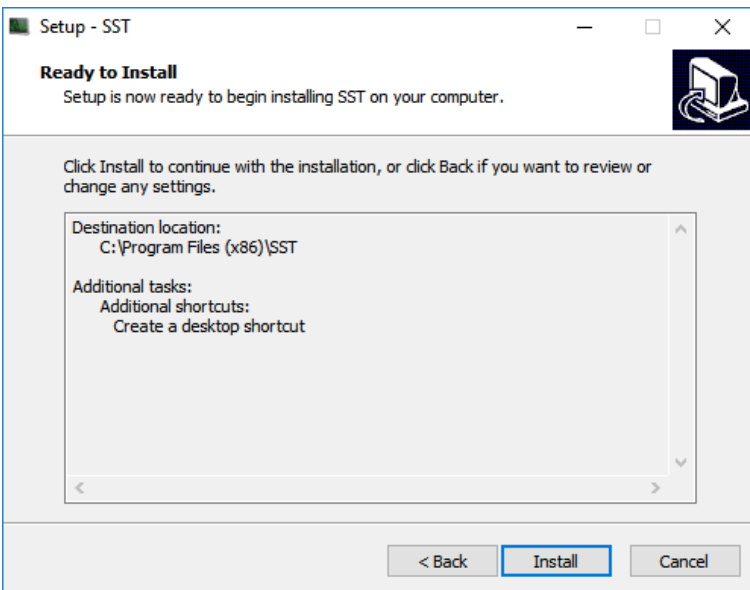 Setup - SST
Ready to Install
Setup is now ready to begin installing SST on your computer.
Click Install to continue with the installation, or click Back if you want to review or
change any settings.
Destination location:
C:\Program Files (x86)\SST
Additional tasks:
Additional shortcuts:
Create a desktop shortcut
< Back
Install
Cancel